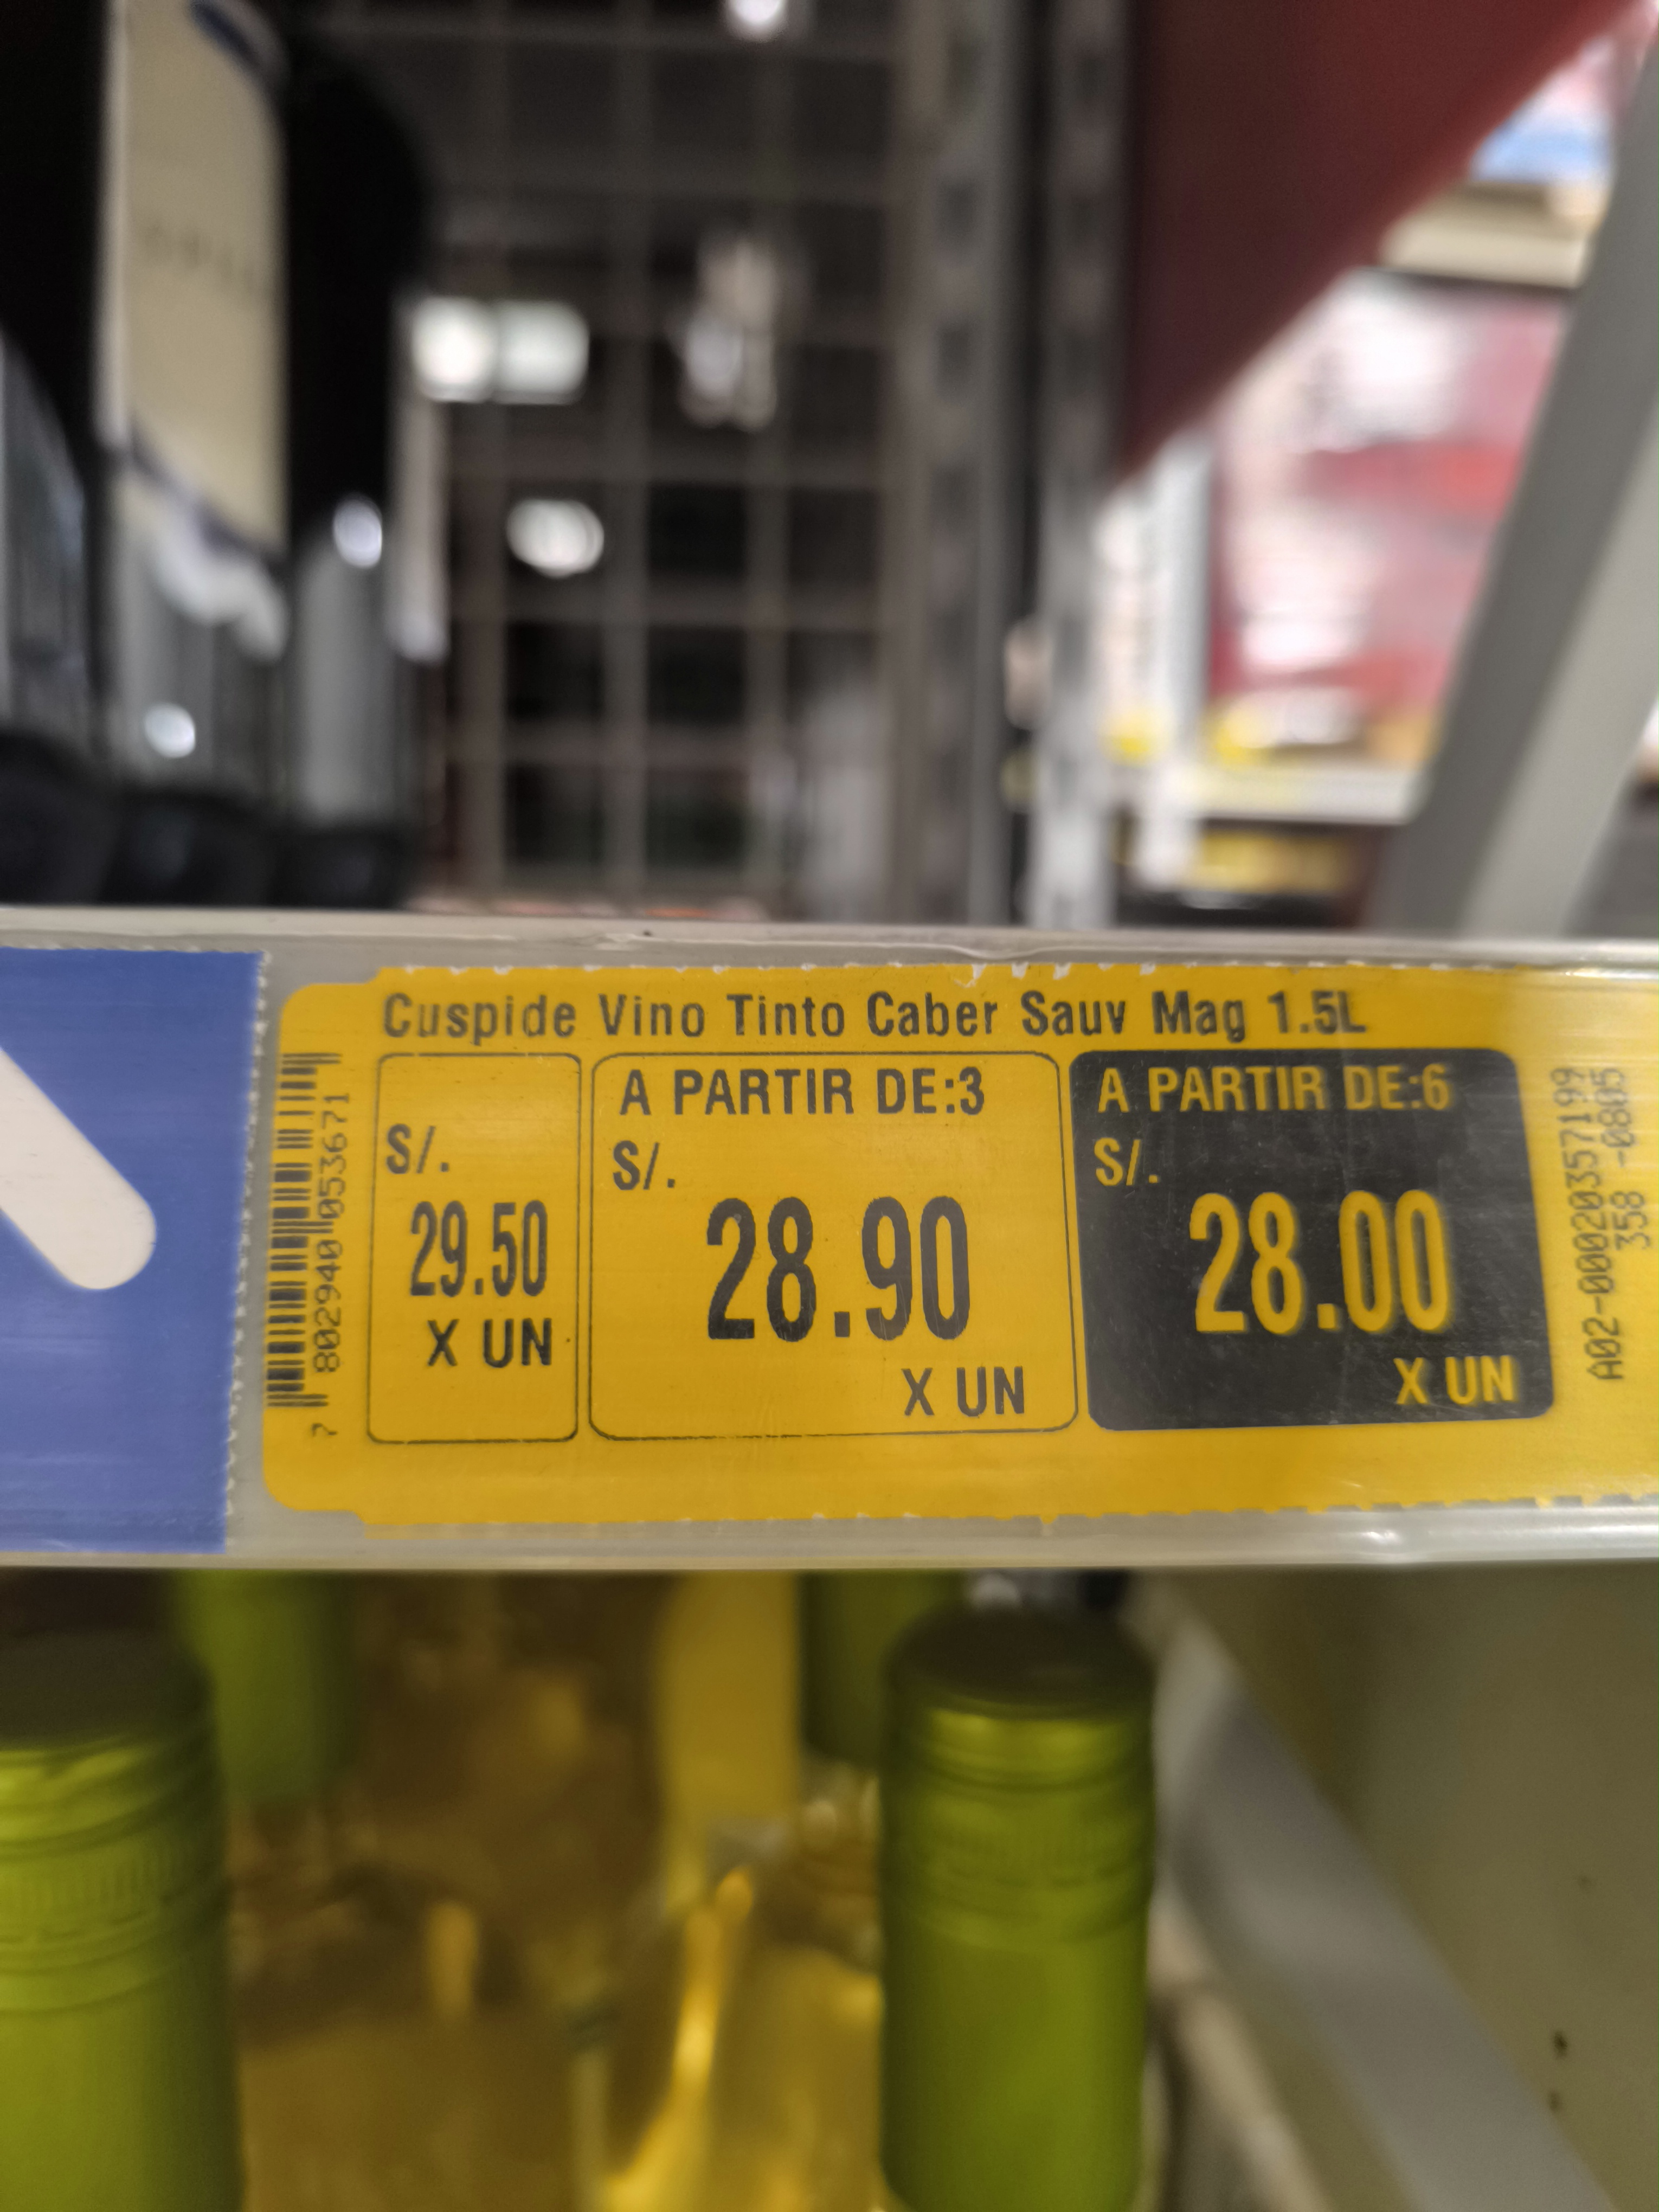 Cuspide Vino Tinto Caber Sauv Mag 1.5L
S/.
29.50
X UN
A PARTIR DE:3
S/.
28.90
X UN
A PARTIR DE:6
S/.
28.00
X UN
7 802940 053671
A02-00020357199
358 -0805